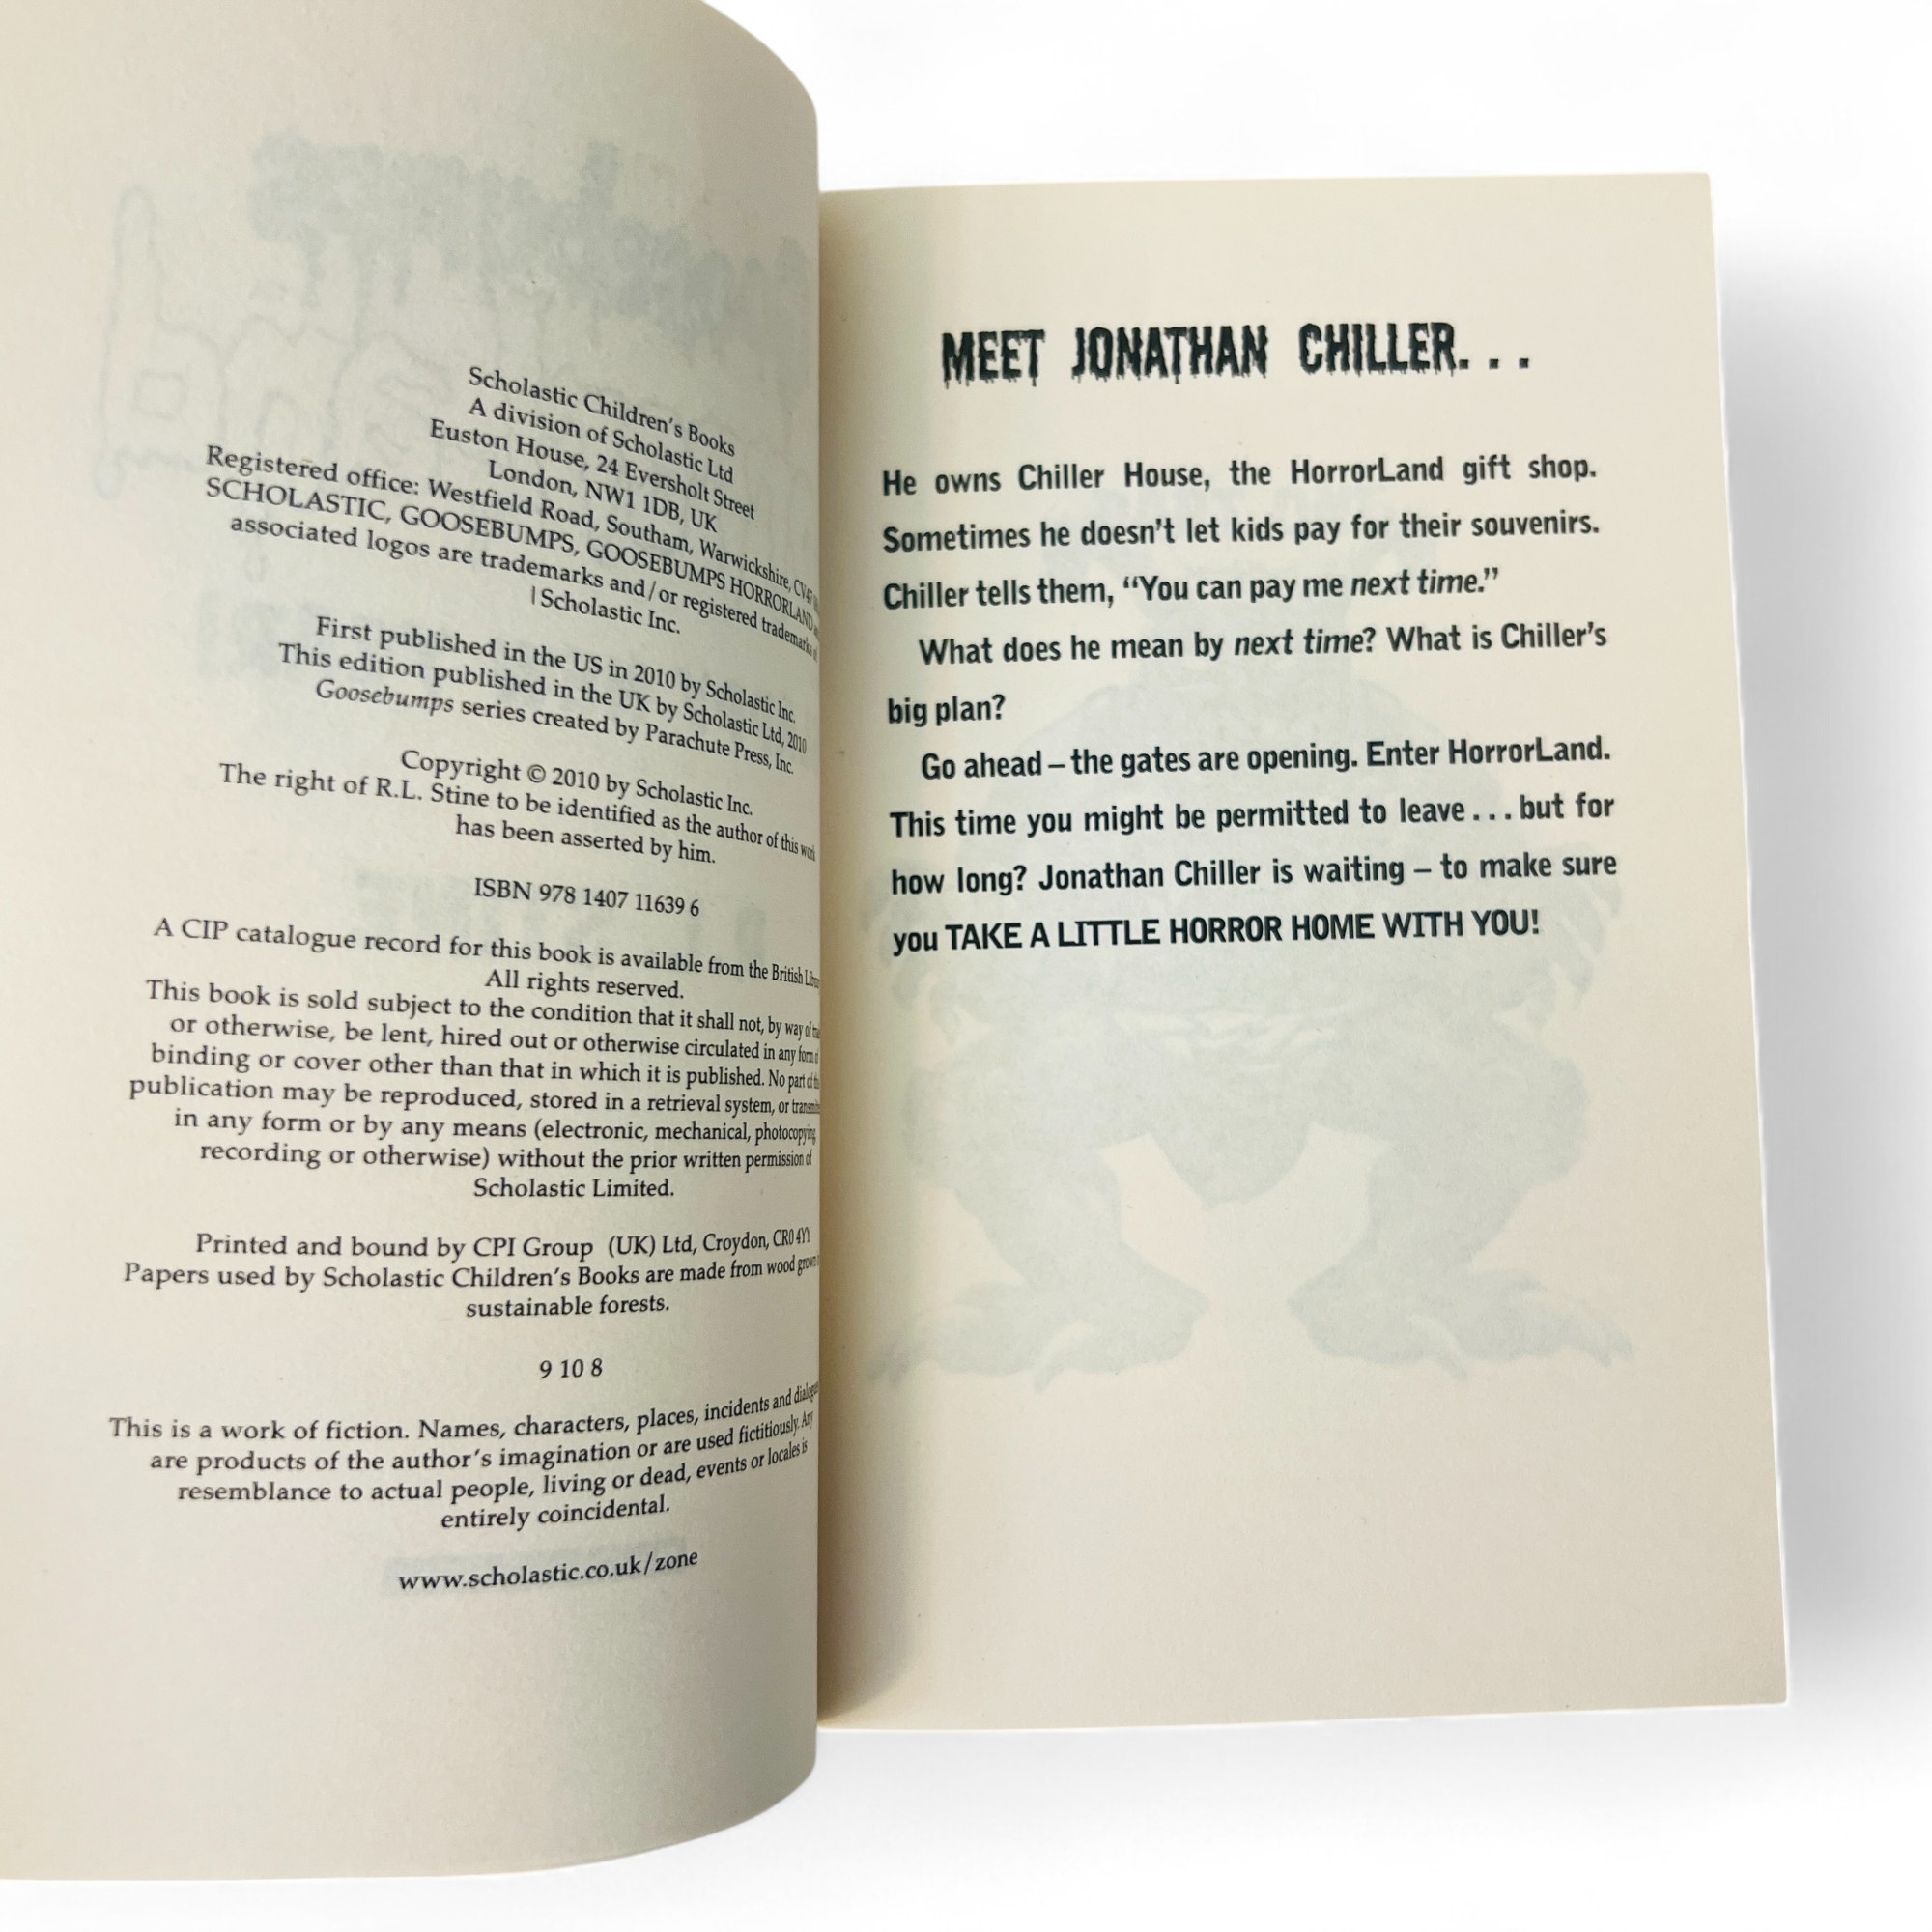 Scholastic Children's Books
A division of Scholastic Ltd
Euston House, 24 Eversholt Street
London, NW1 1DB, UK
Registered office: Westfield Road, Southam, Warwickshire, CV47
SCHOLASTIC, GOOSEBUMPS, GOOSEBUMPS HORRORLAND
associated logos are trademarks and/or registered trademarks of
Scholastic Inc.
First published in the US in 2010 by Scholastic Inc.
This edition published in the UK by Scholastic Ltd, 2010
Goosebumps series created by Parachute Press, Inc.
Copyright © 2010 by Scholastic Inc.
The right of R.L. Stine to be identified as the author of this work
has been asserted by him.
ISBN 978 1407 11639 6
A CIP catalogue record for this book is available from the British
All rights reserved.
This book is sold subject to the condition that it shall not, by way of
or otherwise, be lent, hired out or otherwise circulated in any form
binding or cover other than that in which it is published. No part of
publication may be reproduced, stored in a retrieval system, or
in any form or by any means (electronic, mechanical, photocopying,
recording or otherwise) without the prior written permission of
Scholastic Limited.
Printed and bound by CPI Group (UK) Ltd, Croydon, CR0 4YY
Papers used by Scholastic Children's Books are made from wood grown
sustainable forests.
9 10 8
This is a work of fiction. Names, characters, places, incidents and
are products of the author's imagination or are used fictitiously. Any
resemblance to actual people, living or dead, events or locales is
entirely coincidental.
www.scholastic.co.uk/zone
MEET JONATHAN CHILLER. . .
He owns Chiller House, the HorrorLand gift shop.
Sometimes he doesn't let kids pay for their souvenirs.
Chiller tells them, “You can pay me next time.”
What does he mean by next time? What is Chiller's
big plan?
Go ahead – the gates are opening. Enter HorrorLand.
This time you might be permitted to leave . . . but for
how long? Jonathan Chiller is waiting – to make sure
you TAKE A LITTLE HORROR HOME WITH YOU!